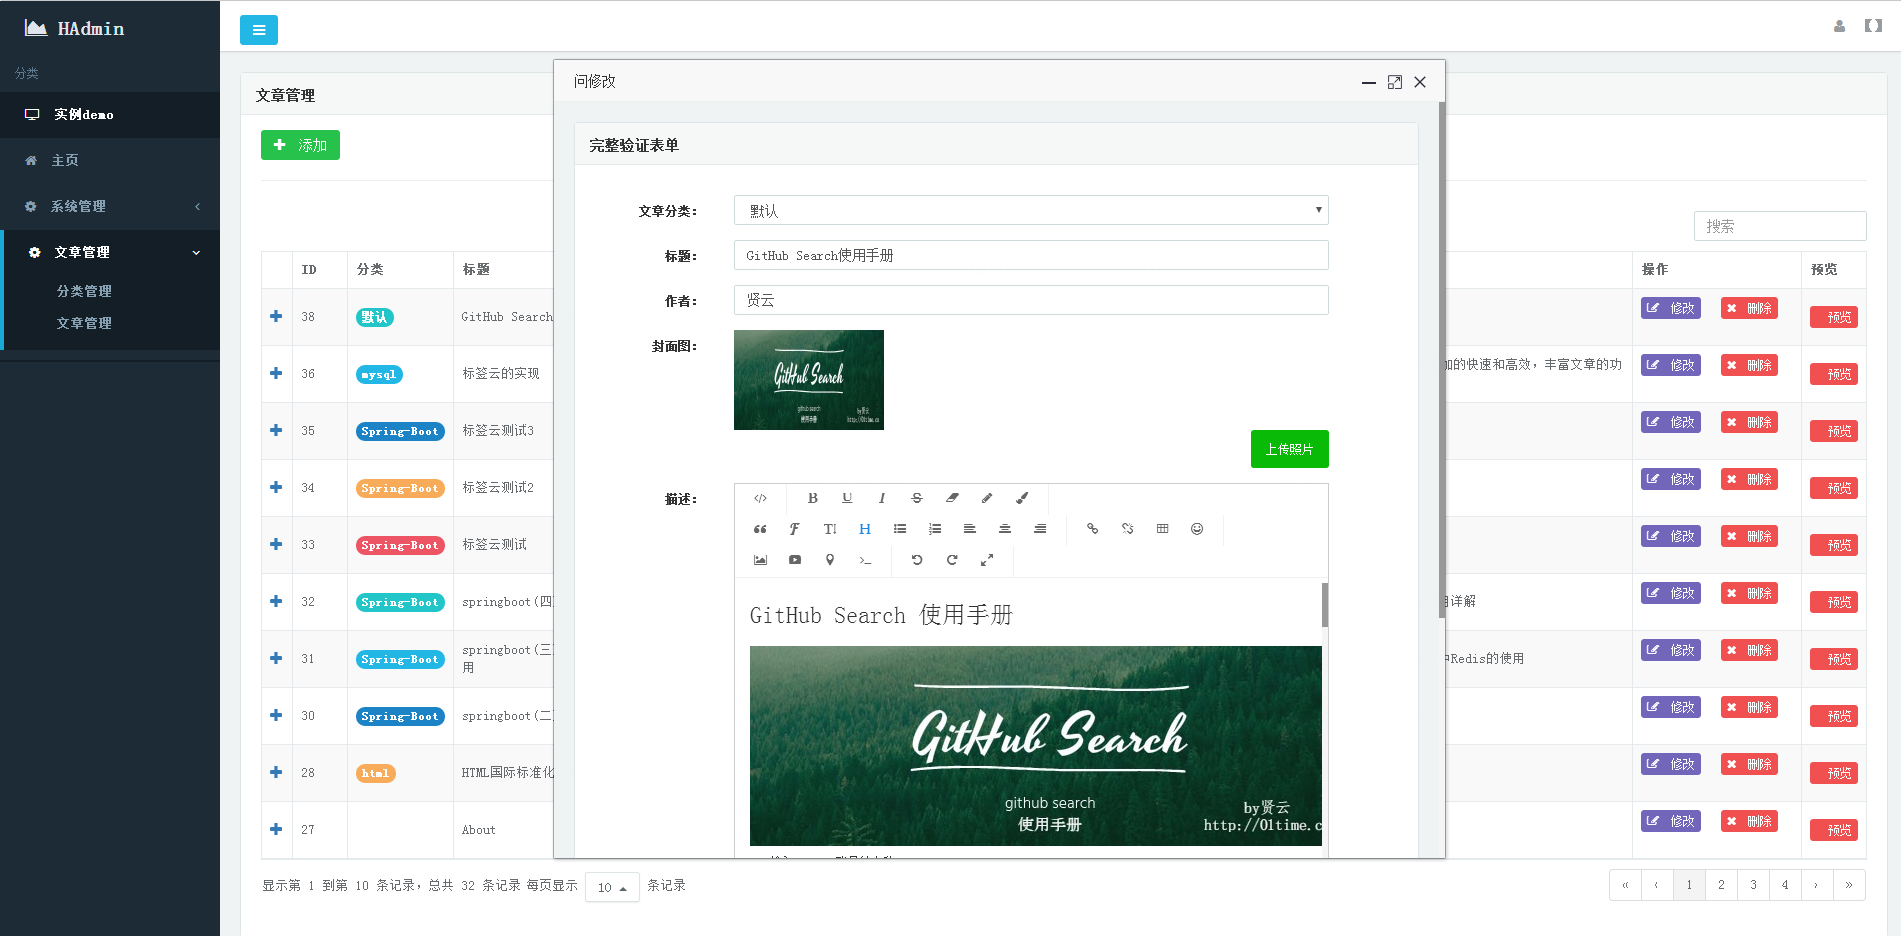 HAdmin
分类
实例demo
主页
系统管理
文章管理
分类管理
文章管理
文章管理
添加
搜索
ID 分类 标题 操作 预览
38 默认 GitHub Search 修改 删除 预览
36 mysql 标签云的实现 加的快速和高效，丰富文章的功 修改 删除 预览
35 Spring-Boot 标签云测试3 修改 删除 预览
34 Spring-Boot 标签云测试2 修改 删除 预览
33 Spring-Boot 标签云测试 修改 删除 预览
32 Spring-Boot springboot(四 详解 修改 删除 预览
31 Spring-Boot springboot(三 Redis的使用 修改 删除 预览
用
30 Spring-Boot springboot(二 修改 删除 预览
28 html HTML国际标准化 修改 删除 预览
27 About 修改 删除 预览
显示第 1 到第 10 条记录，总共 32 条记录 每页显示 10 条记录
« ‹ 1 2 3 4 › »
问修改
完整验证表单
文章分类： 默认
标题： GitHub Search使用手册
作者： 贤云
封面图：
GitHub Search
github search
使用手册
by贤云
上传照片
描述：
GitHub Search 使用手册
GitHub Search
github search
使用手册
by贤云
http://01time.c